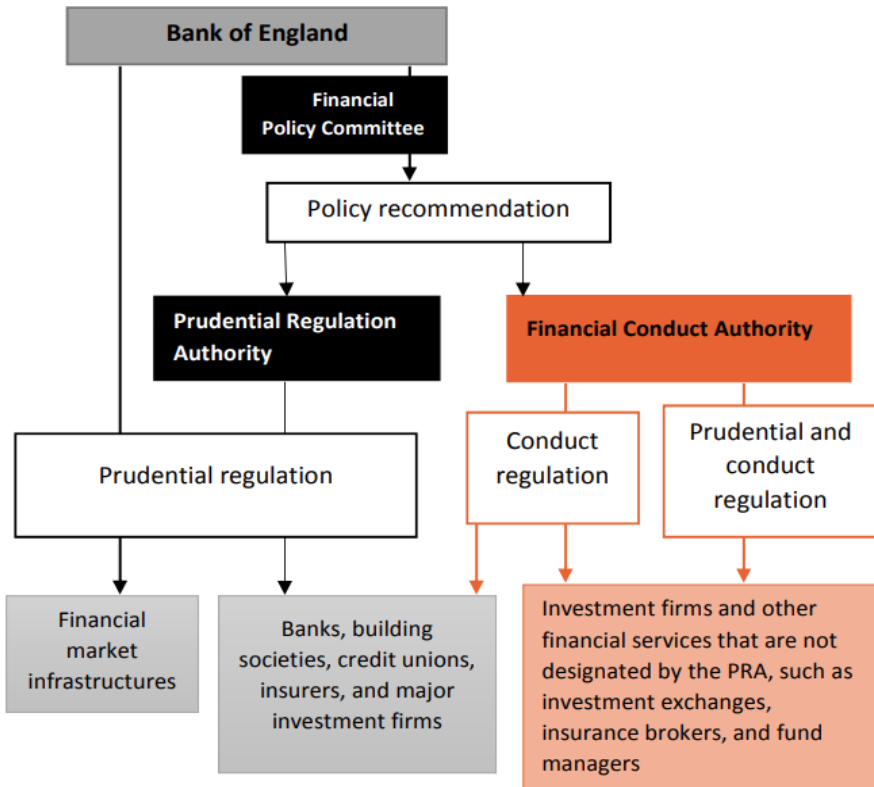 Bank of England
Financial
Policy Committee
Policy recommendation
Prudential Regulation
Authority
Financial Conduct Authority
Prudential regulation
Conduct
regulation
Prudential and
conduct
regulation
Financial
market
infrastructures
Banks, building
societies, credit unions,
insurers, and major
investment firms
Investment firms and other
financial services that are not
designated by the PRA, such as
investment exchanges,
insurance brokers, and fund
managers